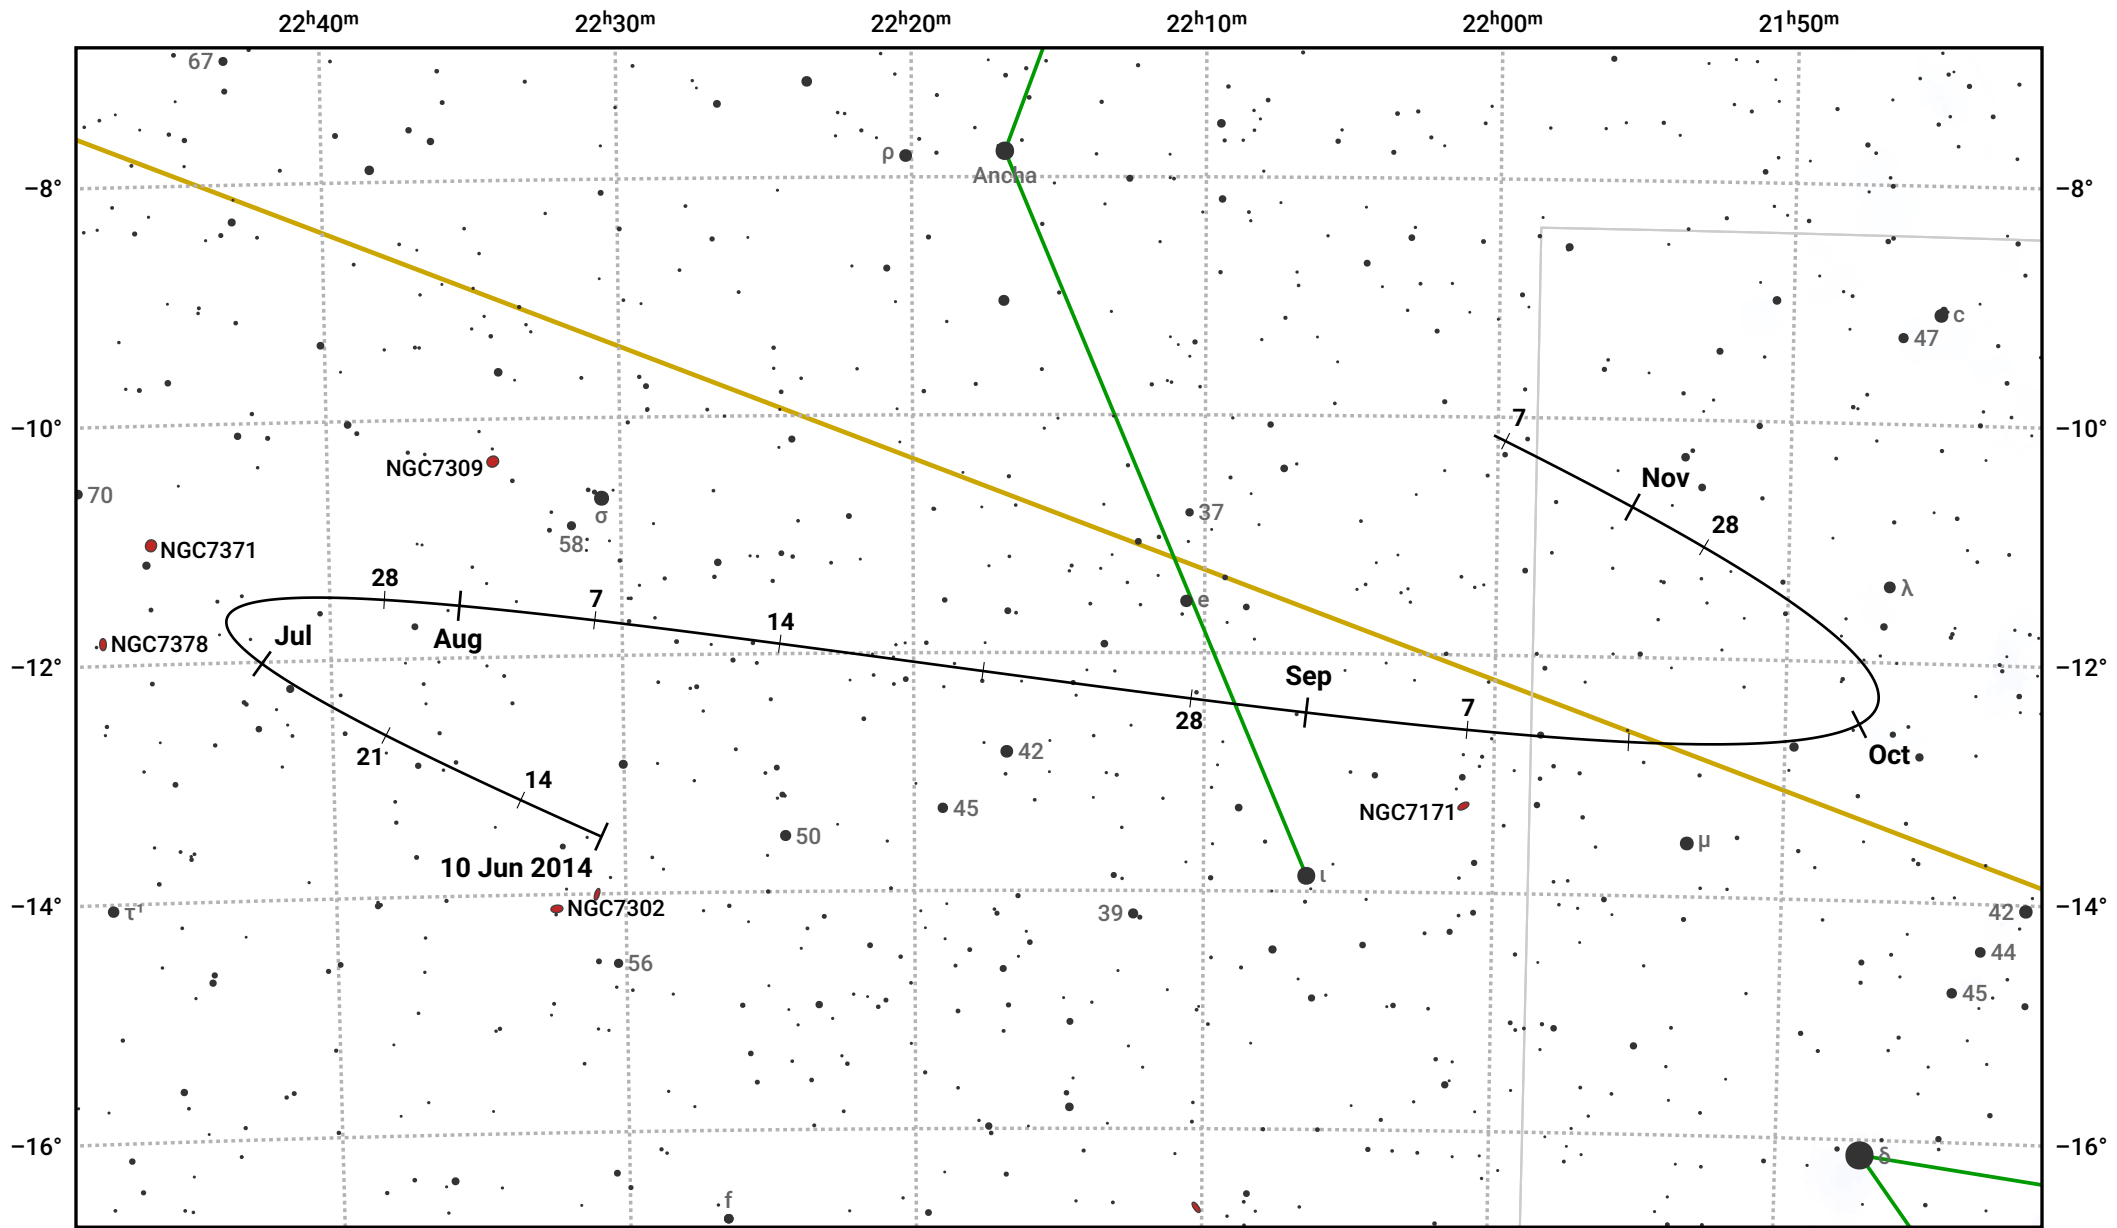 22ʰ40ᵐ 22ʰ30ᵐ 22ʰ20ᵐ 22ʰ10ᵐ 22ʰ00ᵐ 21ʰ50ᵐ
67
ρ
Ancha
−8° −8°
c
47
7
−10° −10°
NGC7309
Nov
70
σ
37
28
58
NGC7371
28
7
e
λ
14
Jul
Aug
NGC7378
−12° −12°
Sep
7
28
21
42
Oct
14
45
NGC7171
50
μ
10 Jun 2014
ι
NGC7302
τ¹
39
−14° −14°
42
56
44
45
−16° −16°
δ
f